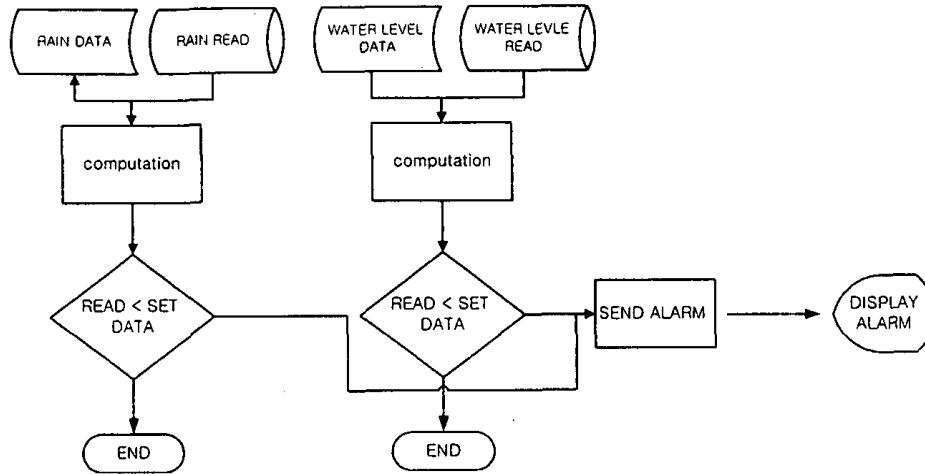 RAIN DATA
RAIN READ
WATER LEVEL
DATA
WATER LEVLE
READ
computation
computation
READ < SET
DATA
READ < SET
DATA
SEND ALARM
DISPLAY
ALARM
END
END